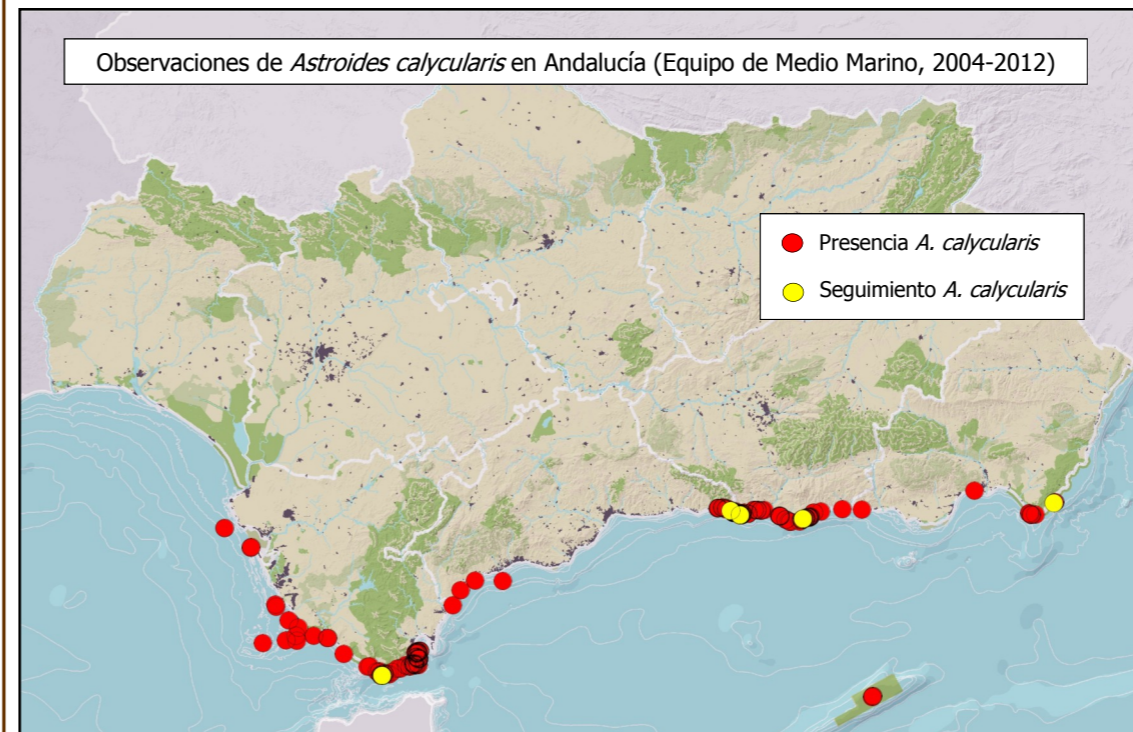 Observaciones de Astroides calycularis en Andalucía (Equipo de Medio Marino, 2004-2012)
Presencia A. calycularis
Seguimiento A. calycularis